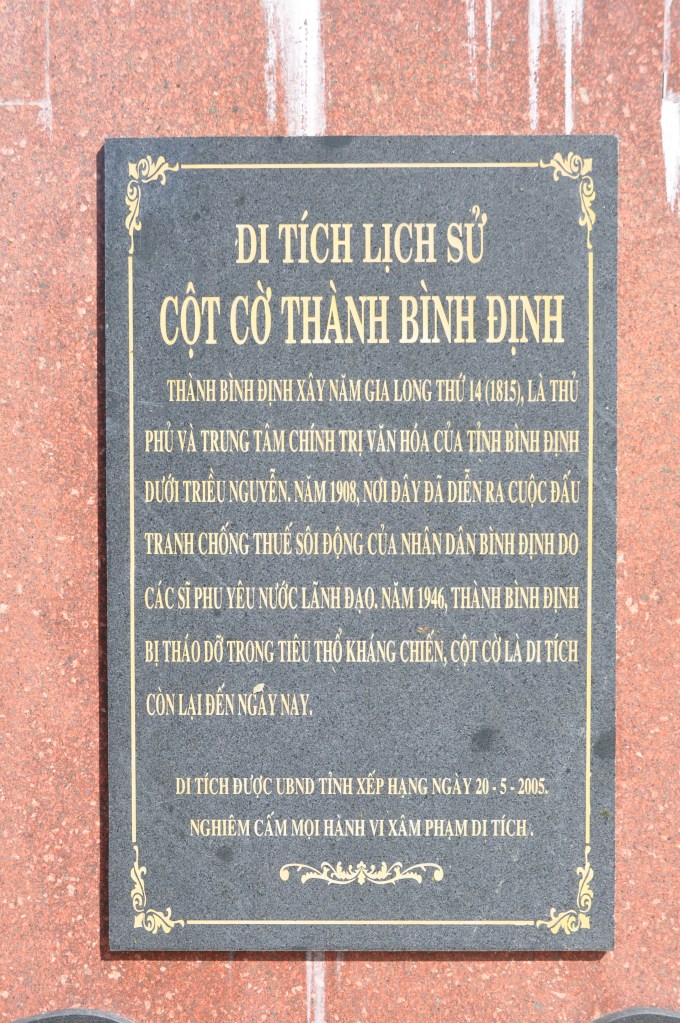 DI TÍCH LỊCH SỬ
CỘT CỜ THÀNH BÌNH ĐỊNH
THÀNH BÌNH ĐỊNH XÂY NĂM GIA LONG THỨ 14 (1815), LÀ THỦ
PHỦ VÀ TRUNG TÂM CHÍNH TRỊ VĂN HÓA CỦA TỈNH BÌNH ĐỊNH
DƯỚI TRIỀU NGUYỄN. NĂM 1908, NƠI ĐÂY ĐÃ DIỄN RA CUỘC ĐẤU
TRANH CHỐNG THUẾ SÔI ĐỘNG CỦA NHÂN DÂN BÌNH ĐỊNH DO
CÁC SĨ PHU YÊU NƯỚC LÃNH ĐẠO. NĂM 1946, THÀNH BÌNH ĐỊNH
BỊ THÁO DỠ TRONG TIÊU THỔ KHÁNG CHIẾN, CỘT CỜ LÀ DI TÍCH
CÒN LẠI ĐẾN NGÀY NAY.
DI TÍCH ĐƯỢC UBND TỈNH XẾP HẠNG NGÀY 20 - 5 - 2005.
NGHIÊM CẤM MỌI HÀNH VI XÂM PHẠM DI TÍCH .